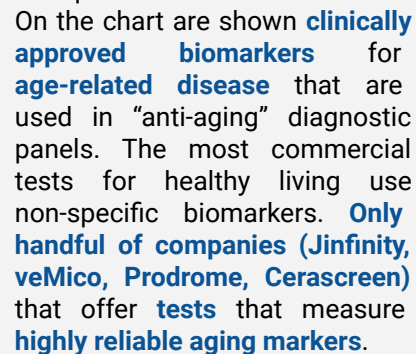 On the chart are shown clinically
approved biomarkers for
age-related disease that are
used in “anti-aging” diagnostic
panels. The most commercial
tests for healthy living use
non-specific biomarkers. Only
handful of companies (Jinfinity,
veMico, Prodrome, Cerascreen)
that offer tests that measure
highly reliable aging markers.